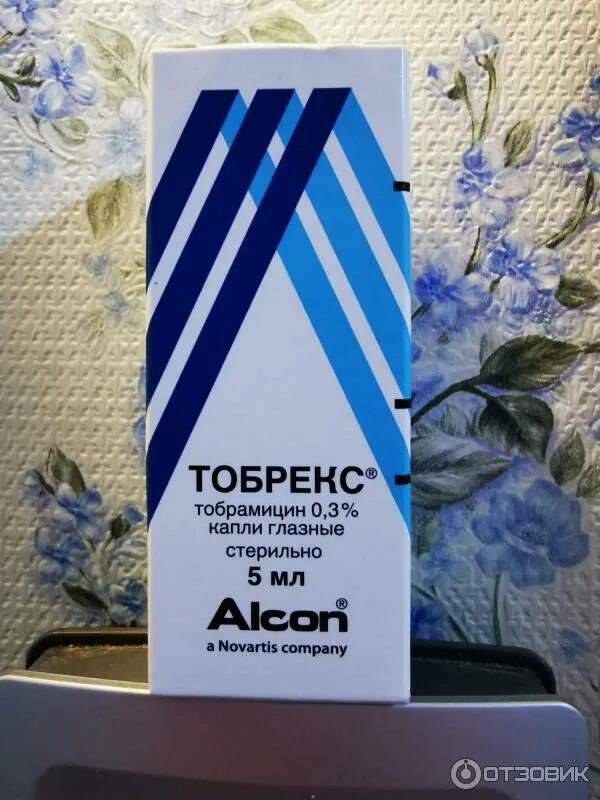 ТОБРЕКС®
тобрамицин 0,3%
капли глазные
стерильно
5 мл
Alcon®
a Novartis company
ОТЗОВИК